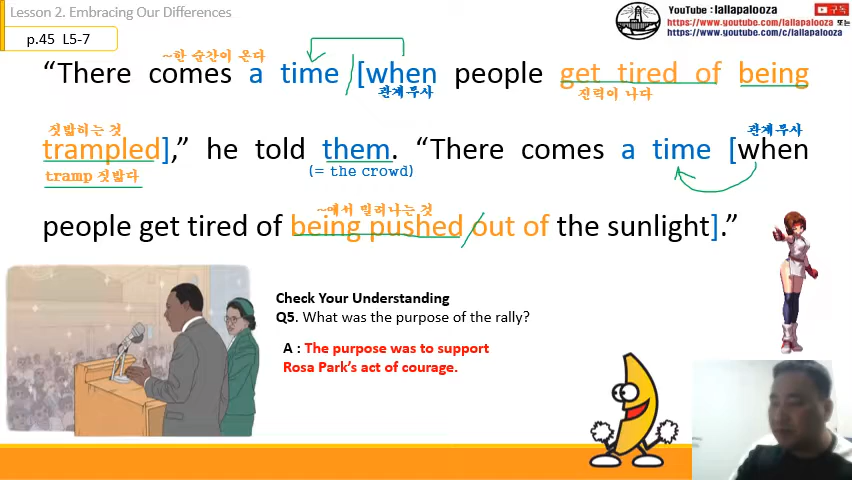 Lesson 2. Embracing Our Differences
YouTube : lallapalooza 구독
https://www.youtube.com/lallapalooza 또는
https://www.youtube.com/c/lallapalooza
p.45 L5-7
~한 순간이 온다
“There comes a time [when people get tired of being
관계부사
진력이 나다
짓밟히는 것
관계부사
trampled],” he told them. “There comes a time [when
tramp 짓밟다
(= the crowd)
~에서 밀려나는 것
people get tired of being pushed out of the sunlight].”
Check Your Understanding
Q5. What was the purpose of the rally?
A : The purpose was to support
Rosa Park’s act of courage.